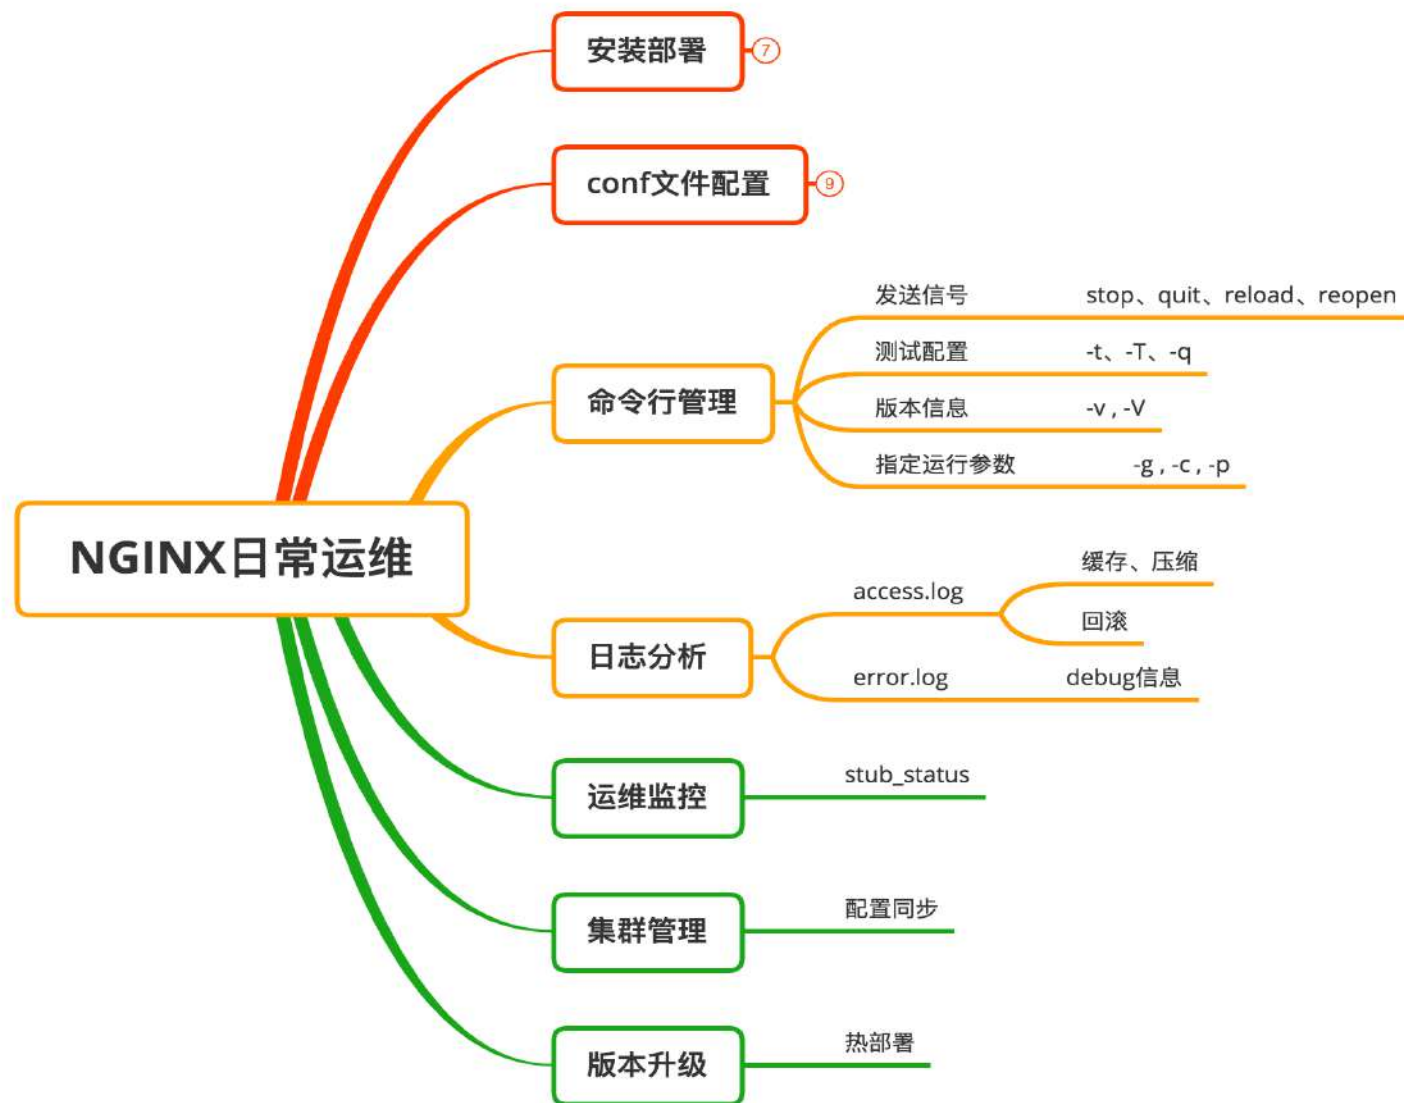 安装部署 7
conf文件配置 9
发送信号 stop、quit、reload、reopen
测试配置 -t、-T、-q
命令行管理
版本信息 -v , -V
指定运行参数 -g , -c , -p
NGINX日常运维
缓存、压缩
access.log
回滚
日志分析
error.log debug信息
stub_status
运维监控
配置同步
集群管理
热部署
版本升级